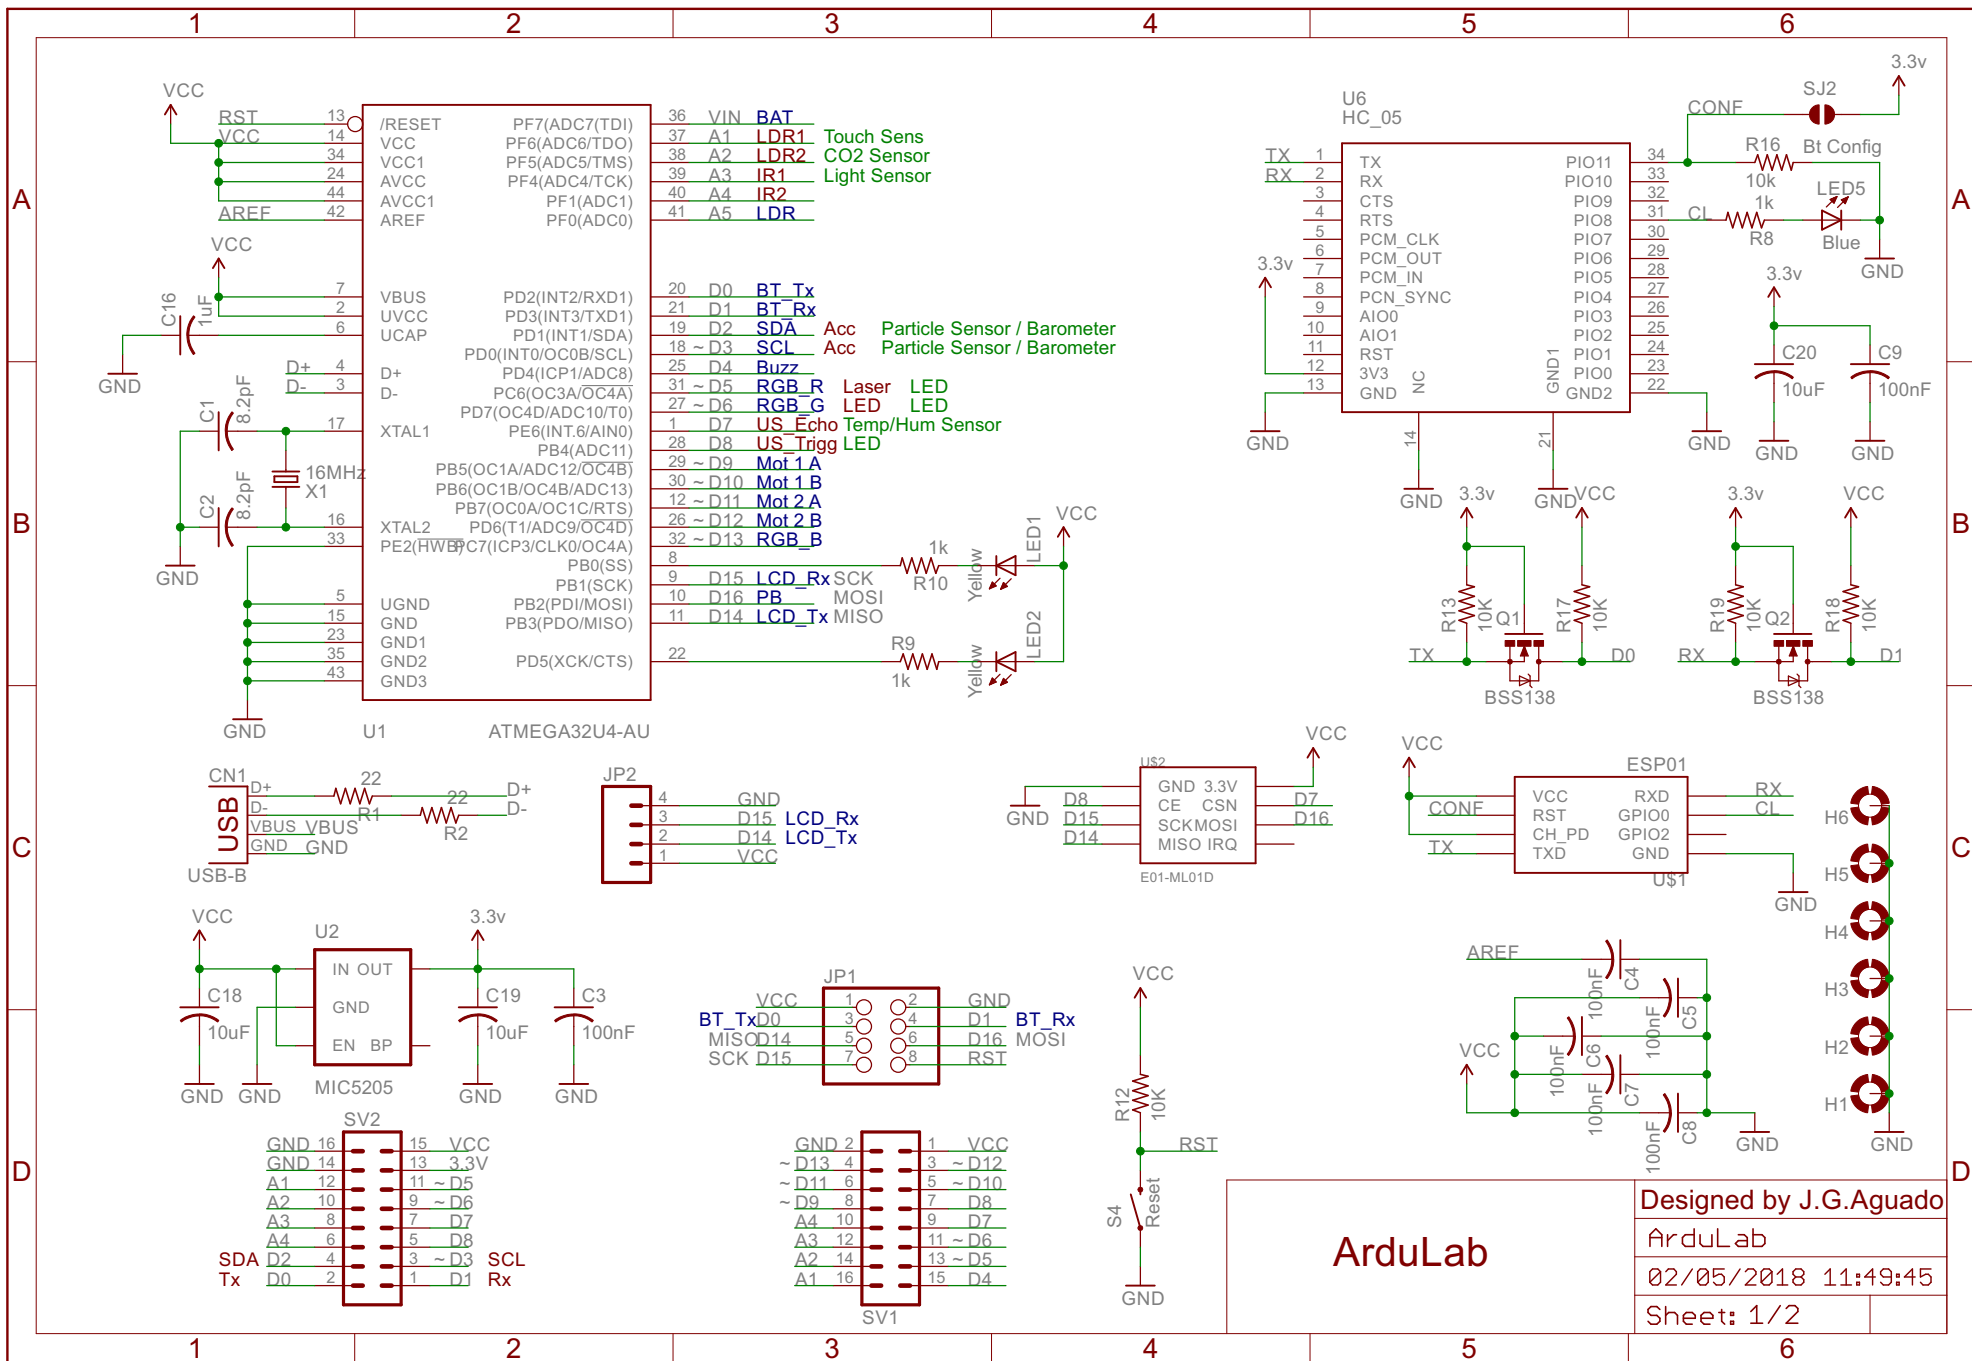 1 2 3 4 5 6
A
B
C
D
A
B
C
D
1 2 3 4 5 6
VCC
RST 13 /RESET
VCC 14 VCC
34 VCC1
24 AVCC
44 AVCC1
AREF 42 AREF
VCC
7 VBUS
2 UVCC
6 UCAP
C16 1uF
GND
D+ 4 D+
D- 3 D-
C1 8.2pF
17 XTAL1
16MHz
X1
C2 8.2pF
16 XTAL2
33 PE2(HWB)
GND
5 UGND
15 GND
23 GND1
35 GND2
43 GND3
GND
U1 ATMEGA32U4-AU
PF7(ADC7(TDI) 36 VIN BAT
PF6(ADC6/TDO) 37 A1 LDR1 Touch Sens
PF5(ADC5/TMS) 38 A2 LDR2 CO2 Sensor
PF4(ADC4/TCK) 39 A3 IR1 Light Sensor
PF1(ADC1) 40 A4 IR2
PF0(ADC0) 41 A5 LDR
PD2(INT2/RXD1) 20 D0 BT_Tx
PD3(INT3/TXD1) 21 D1 BT_Rx
PD1(INT1/SDA) 19 D2 SDA Acc Particle Sensor / Barometer
PD0(INT0/OC0B/SCL) 18 ~ D3 SCL Acc Particle Sensor / Barometer
PD4(ICP1/ADC8) 25 D4 Buzz
PC6(OC3A/OC4A) 31 ~ D5 RGB_R Laser LED
PD7(OC4D/ADC10/T0) 27 ~ D6 RGB_G LED LED
PE6(INT.6/AIN0) 1 D7 US_Echo Temp/Hum Sensor
PB4(ADC11) 28 D8 US_Trigg LED
PB5(OC1A/ADC12/OC4B) 29 ~ D9 Mot 1 A
PB6(OC1B/OC4B/ADC13) 30 ~ D10 Mot 1 B
PB7(OC0A/OC1C/RTS) 12 ~ D11 Mot 2 A
PD6(T1/ADC9/OC4D) 26 ~ D12 Mot 2 B
PC7(ICP3/CLK0/OC4A) 32 ~ D13 RGB_B
PB0(SS) 8
PB1(SCK) 9 D15 LCD_Rx SCK
PB2(PDI/MOSI) 10 D16 PB MOSI
PB3(PDO/MISO) 11 D14 LCD_Tx MISO
PD5(XCK/CTS) 22
1k
R10
Yellow
LED1
VCC
R9
1k
Yellow
LED2
U6
HC_05
TX 1 TX
RX 2 RX
3 CTS
4 RTS
5 PCM_CLK
6 PCM_OUT
7 PCM_IN
8 PCN_SYNC
9 AIO0
10 AIO1
11 RST
12 3V3
13 GND
3.3v
GND
NC 14
GND
GND1 21
GND
PIO11 34
PIO10 33
PIO9 32
PIO8 31
PIO7 30
PIO6 29
PIO5 28
PIO4 27
PIO3 26
PIO2 25
PIO1 24
PIO0 23
GND2 22
GND
CONF
SJ2
3.3v
Bt Config
R16
10k
CL
1k
R8
LED5
Blue
GND
3.3v
C20
10uF
C9
100nF
GND
GND
3.3v VCC
R13 10K
Q1
R17 10K
TX D0
BSS138
3.3v VCC
R19 10K
Q2
R18 10K
RX D1
BSS138
CN1
USB
D+ 22 D+
R1
D- 22 D-
R2
VBUS VBUS
GND GND
USB-B
JP2
4 GND
3 D15 LCD_Rx
2 D14 LCD_Tx
1 VCC
U$2
VCC
GND 3.3V
D8 CE CSN D7
D15 SCK MOSI D16
D14 MISO IRQ
GND
E01-ML01D
VCC
ESP01
VCC RXD RX
CONF RST GPIO0 CL
CH_PD GPIO2
TX TXD GND
U$1
GND
H6
H5
H4
H3
H2
H1
GND
VCC
U2
3.3v
IN OUT
GND
EN BP
MIC5205
C18
10uF
C19
10uF
C3
100nF
GND
GND
GND
GND
JP1
VCC 1 2 GND
BT_Tx D0 3 4 D1 BT_Rx
MISO D14 5 6 D16 MOSI
SCK D15 7 8 RST
VCC
R12 10K
RST
S4 Reset
GND
AREF
100nF C4
100nF C5
100nF C6
100nF C7
100nF C8
VCC
GND
SV2
GND 16 15 VCC
GND 14 13 3.3V
A1 12 11 ~ D5
A2 10 9 ~ D6
A3 8 7 D7
A4 6 5 D8
SDA D2 4 3 ~ D3 SCL
Tx D0 2 1 D1 Rx
GND 2 1 VCC
~ D13 4 3 ~ D12
~ D11 6 5 ~ D10
~ D9 8 7 D8
A4 10 9 D7
A3 12 11 ~ D6
A2 14 13 ~ D5
A1 16 15 D4
SV1
ArduLab
Designed by J.G.Aguado
ArduLab
02/05/2018 11:49:45
Sheet: 1/2